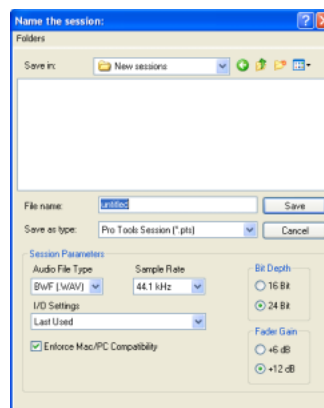 Name the session:
Folders
Save in: New sessions
File name: untitled Save
Save as type: Pro Tools Session (*.pts) Cancel
Session Parameters
Audio File Type Sample Rate Bit Depth
BWF (.WAV) 44.1 kHz 16 Bit
I/O Settings 24 Bit
Last Used
Fader Gain
Enforce Mac/PC Compatibility +6 dB
+12 dB